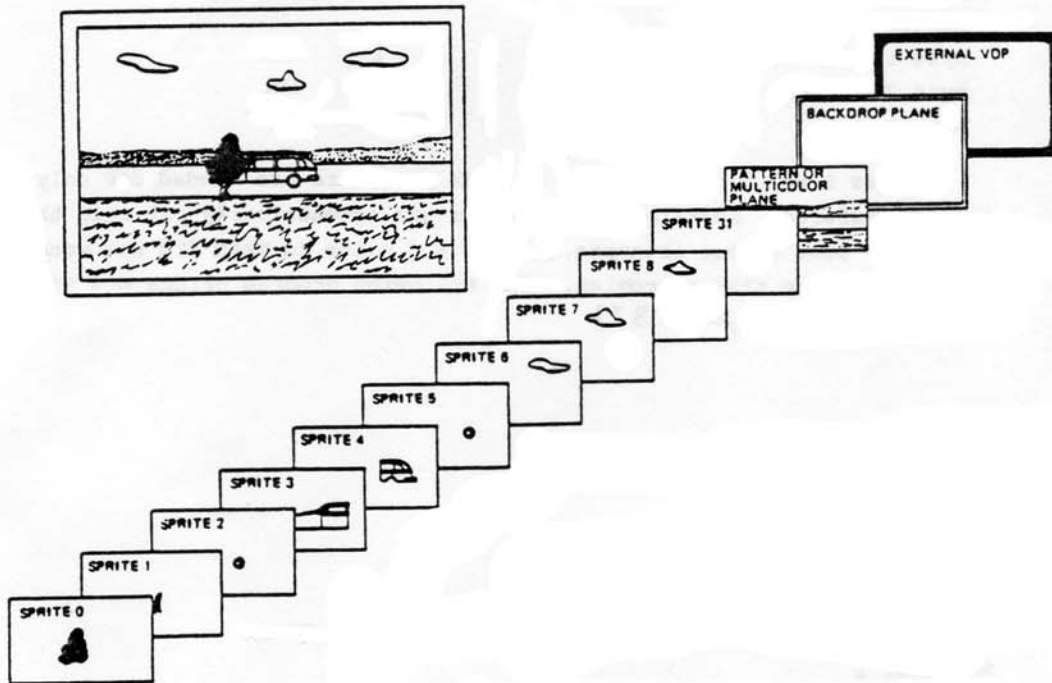 EXTERNAL VDP
BACKDROP PLANE
PATTERN OR
MULTICOLOR
PLANE
SPRITE 31
SPRITE 8
SPRITE 7
SPRITE 6
SPRITE 5
SPRITE 4
SPRITE 3
SPRITE 2
SPRITE 1
SPRITE 0